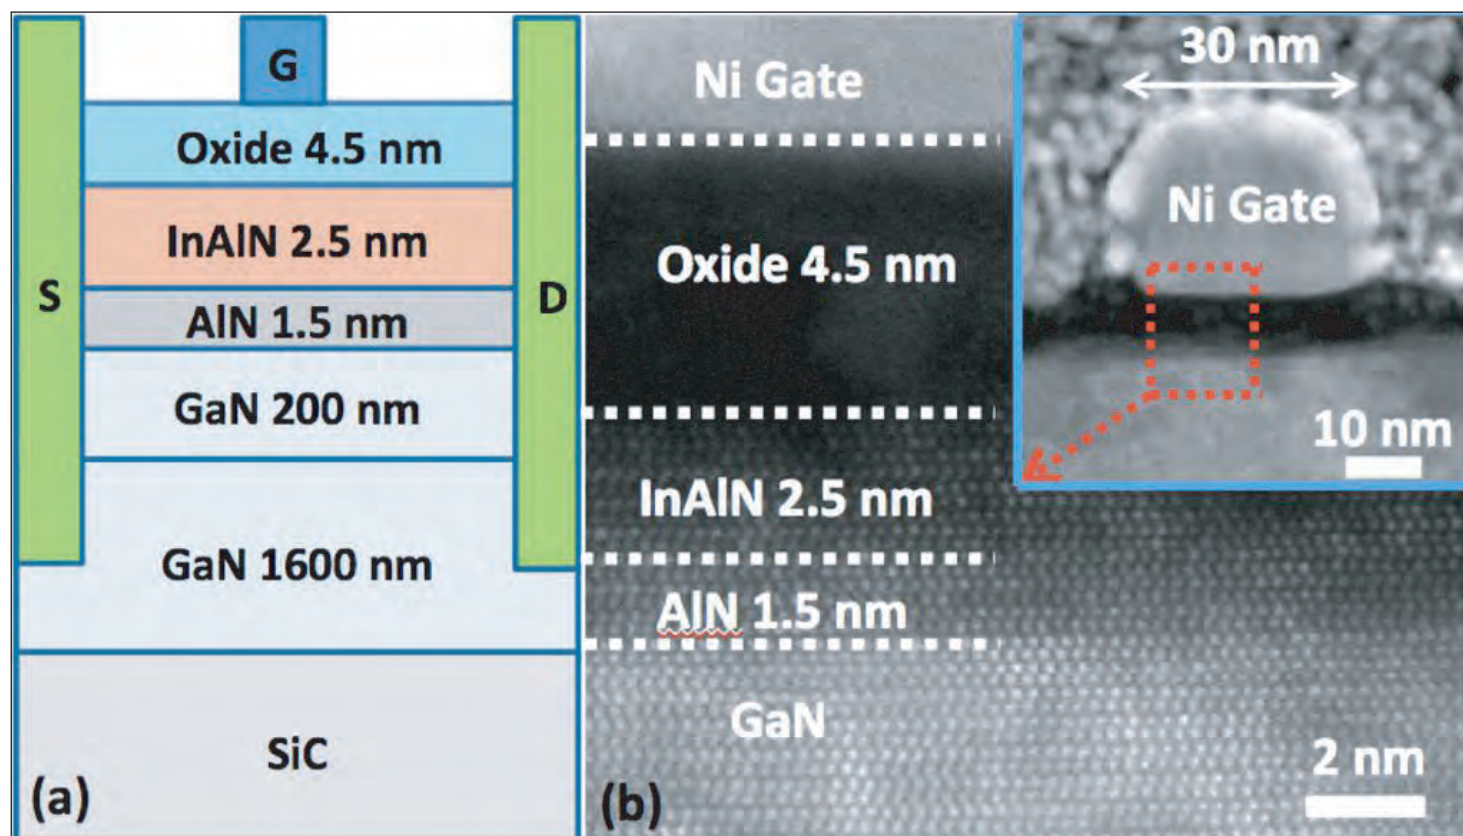 G
Oxide 4.5 nm
InAlN 2.5 nm
S
D
AlN 1.5 nm
GaN 200 nm
GaN 1600 nm
SiC
(a)
Ni Gate
Oxide 4.5 nm
InAlN 2.5 nm
AlN 1.5 nm
GaN
2 nm
(b)
30 nm
Ni Gate
10 nm